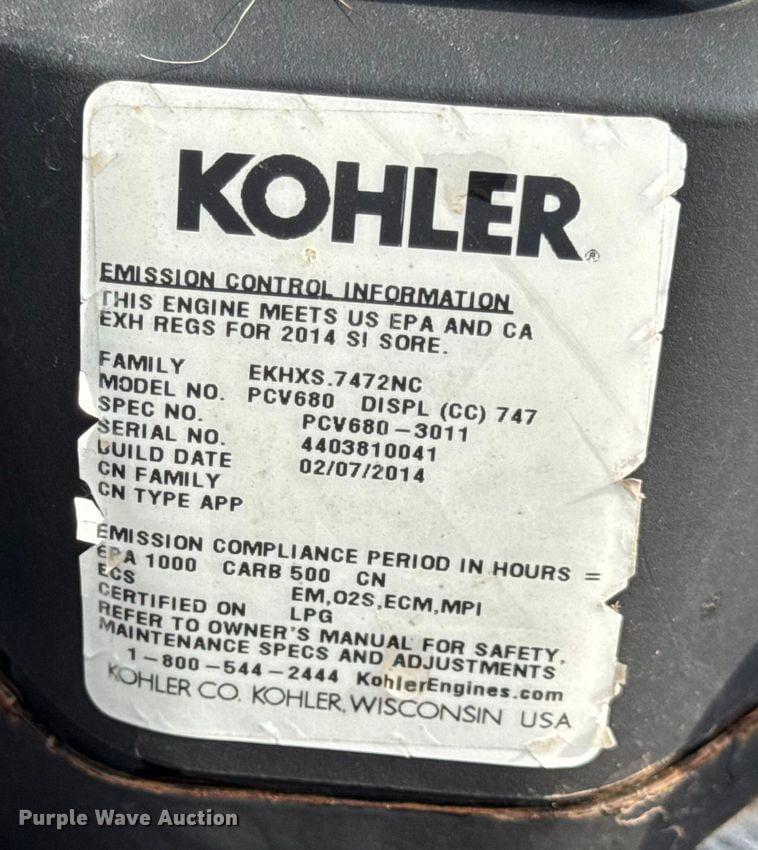 KOHLER®
EMISSION CONTROL INFORMATION
THIS ENGINE MEETS US EPA AND CA
EXH REGS FOR 2014 SI SORE.
FAMILY EKHXS.7472NC
MODEL NO. PCV680 DISPL (CC) 747
SPEC NO. PCV680-3011
SERIAL NO. 4403810041
BUILD DATE 02/07/2014
CN FAMILY
CN TYPE APP
EMISSION COMPLIANCE PERIOD IN HOURS =
EPA 1000 CARB 500 CN
ECS EM,O2S,ECM,MPI
CERTIFIED ON LPG
REFER TO OWNER'S MANUAL FOR SAFETY,
MAINTENANCE SPECS AND ADJUSTMENTS
1-800-544-2444 KohlerEngines.com
KOHLER CO. KOHLER, WISCONSIN USA
Purple Wave Auction